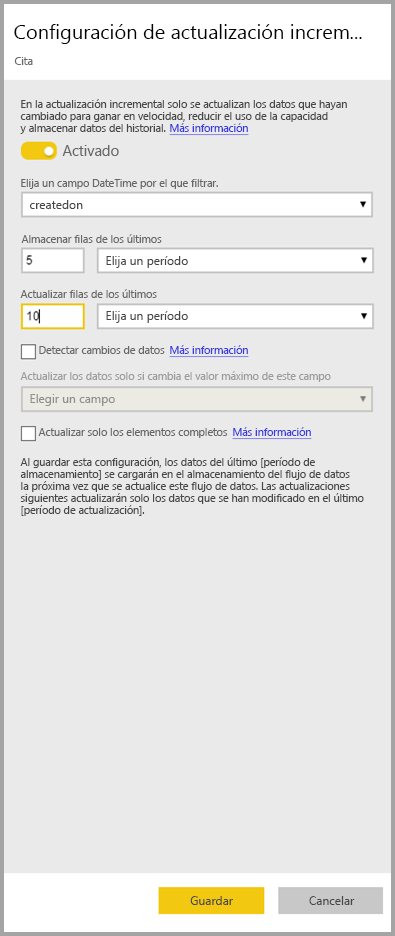 Configuración de actualización increm...
Cita
En la actualización incremental solo se actualizan los datos que hayan
cambiado para ganar en velocidad, reducir el uso de la capacidad
y almacenar datos del historial. Más información
Activado
Elija un campo DateTime por el que filtrar.
createdon
Almacenar filas de los últimos
5 Elija un período
Actualizar filas de los últimos
10 Elija un período
Detectar cambios de datos Más información
Actualizar los datos solo si cambia el valor máximo de este campo
Elegir un campo
Actualizar solo los elementos completos Más información
Al guardar esta configuración, los datos del último [período de
almacenamiento] se cargarán en el almacenamiento del flujo de datos
la próxima vez que se actualice este flujo de datos. Las actualizaciones
siguientes actualizarán solo los datos que se han modificado en el último
[período de actualización].
Guardar Cancelar